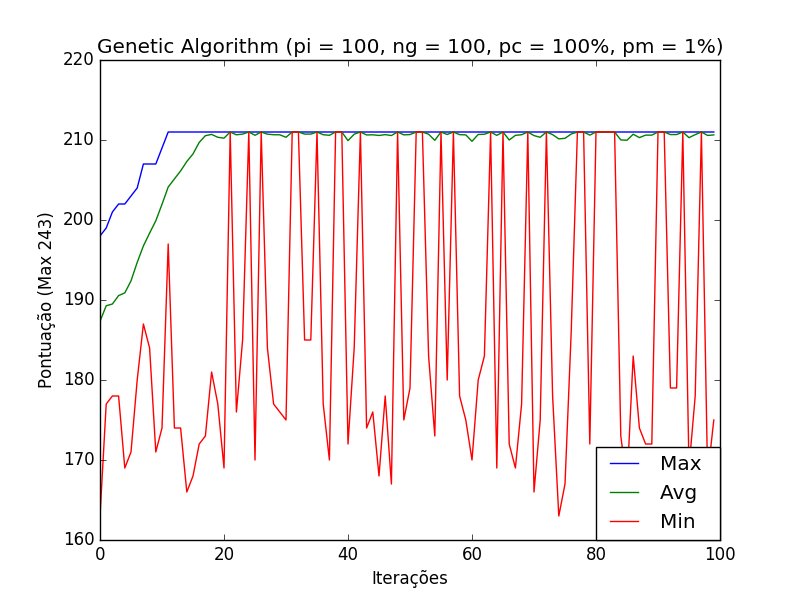 Genetic Algorithm (pi = 100, ng = 100, pc = 100%, pm = 1%)
220
210
200
190
180
170
160
Pontuação (Max 243)
0
20
40
60
80
100
Iterações
Max
Avg
Min